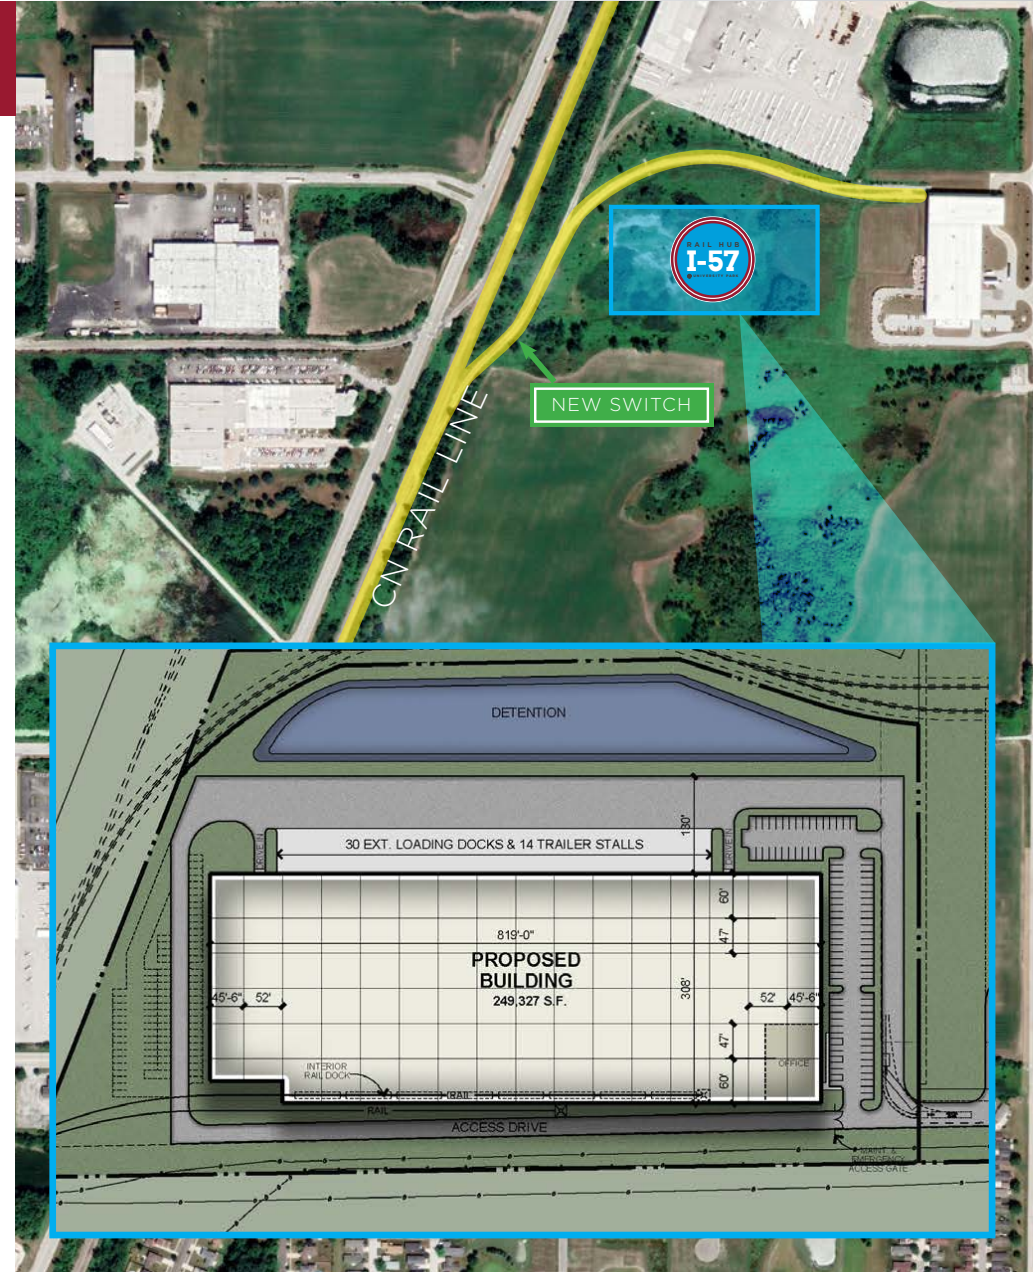 RAIL HUB
I-57
UNIVERSITY PARK
NEW SWITCH
CN RAIL LINE
DETENTION
130'
DRIVE-IN
30 EXT. LOADING DOCKS & 14 TRAILER STALLS
DRIVE-IN
60'
819'-0"
47'
PROPOSED
BUILDING
249,327 S.F.
308'
45'-6"
52'
52'
45'-6"
47'
INTERIOR
RAIL DOCK
OFFICE
60'
RAIL
RAIL
ACCESS DRIVE
MAINT. &
EMERGENCY
ACCESS GATE